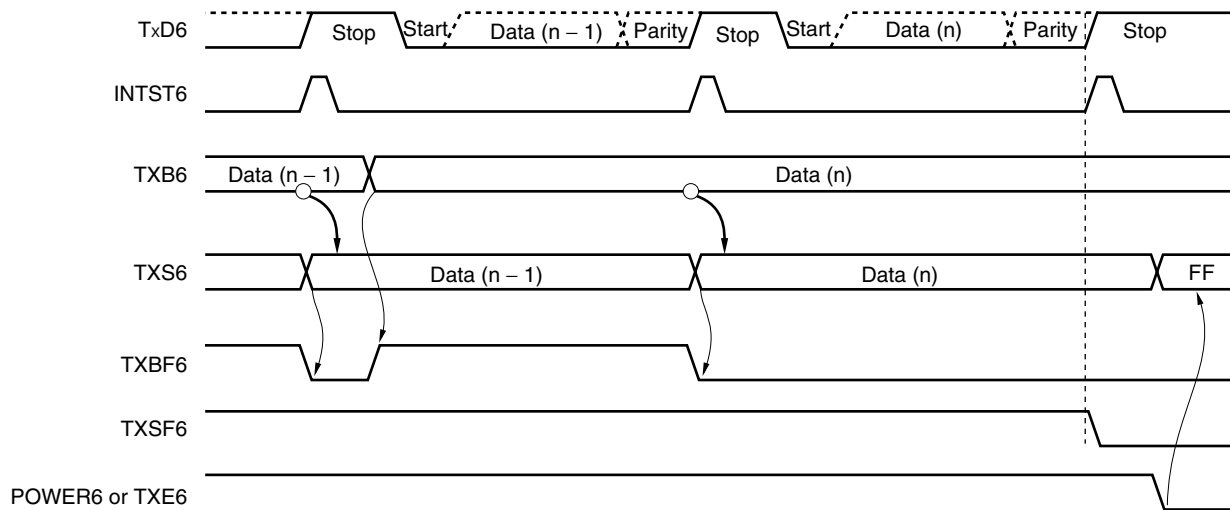 TxD6 Stop Start Data (n – 1) Parity Stop Start Data (n) Parity Stop
INTST6
TXB6 Data (n – 1) Data (n)
TXS6 Data (n – 1) Data (n) FF
TXBF6
TXSF6
POWER6 or TXE6